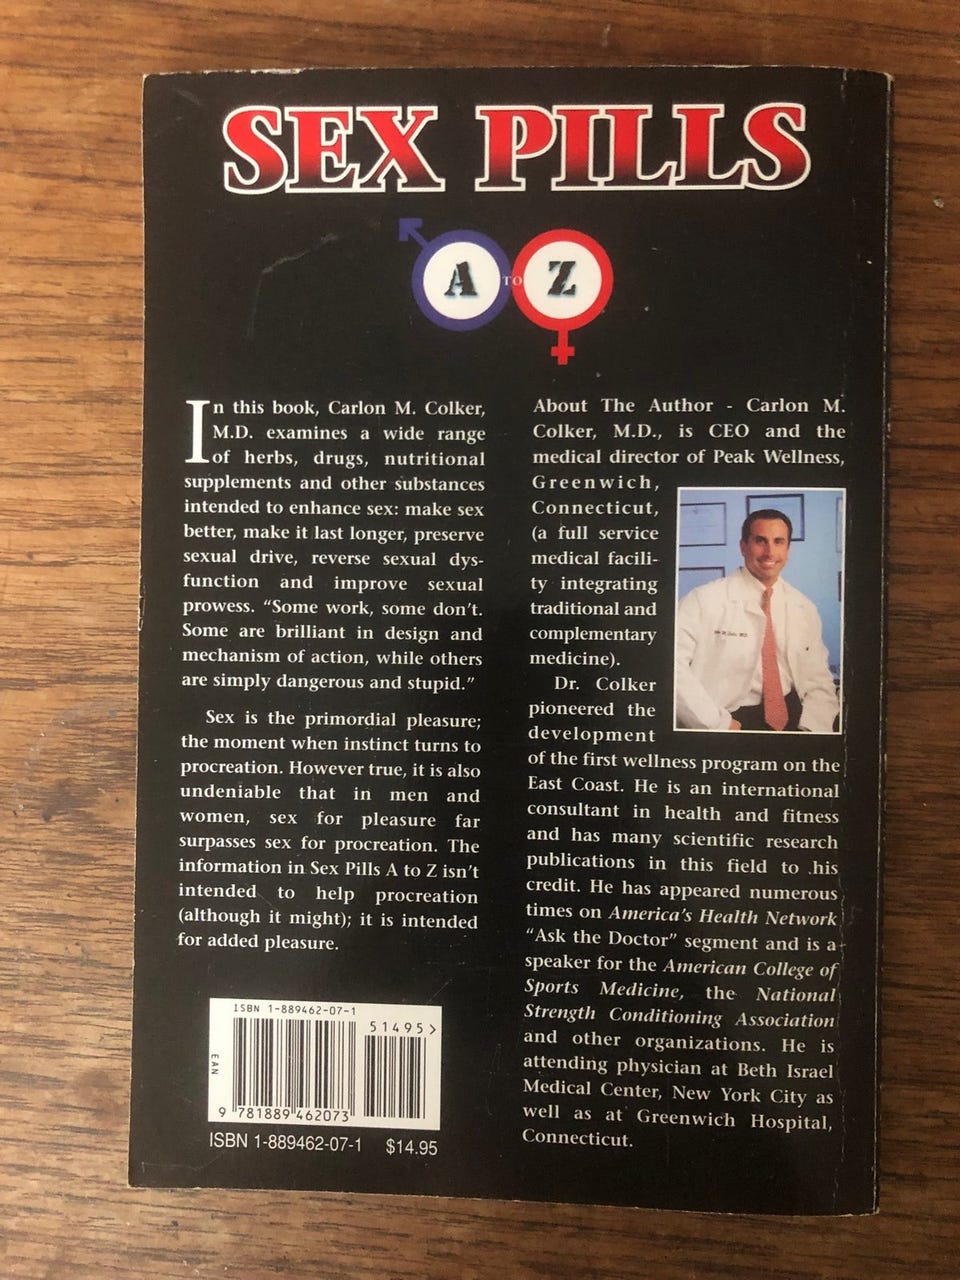 SEX PILLS
A TO Z
In this book, Carlon M. Colker,
M.D. examines a wide range
of herbs, drugs, nutritional
supplements and other substances
intended to enhance sex: make sex
better, make it last longer, preserve
sexual drive, reverse sexual dys-
function and improve sexual
prowess. “Some work, some don’t.
Some are brilliant in design and
mechanism of action, while others
are simply dangerous and stupid.”
Sex is the primordial pleasure;
the moment when instinct turns to
procreation. However true, it is also
undeniable that in men and
women, sex for pleasure far
surpasses sex for procreation. The
information in Sex Pills A to Z isn’t
intended to help procreation
(although it might); it is intended
for added pleasure.
About The Author - Carlon M.
Colker, M.D., is CEO and the
medical director of Peak Wellness,
Greenwich,
Connecticut,
(a full service
medical facili-
ty integrating
traditional and
complementary
medicine).
Dr. Colker
pioneered the
development
of the first wellness program on the
East Coast. He is an international
consultant in health and fitness
and has many scientific research
publications in this field to his
credit. He has appeared numerous
times on America’s Health Network
“Ask the Doctor” segment and is a
speaker for the American College of
Sports Medicine, the National
Strength Conditioning Association
and other organizations. He is
attending physician at Beth Israel
Medical Center, New York City as
well as at Greenwich Hospital,
Connecticut.
ISBN 1-889462-07-1
51495>
EAN
9 781889 462073
ISBN 1-889462-07-1 $14.95